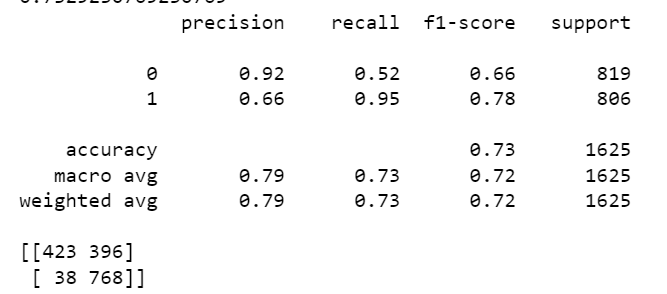 precision recall f1-score support
0 0.92 0.52 0.66 819
1 0.66 0.95 0.78 806
accuracy 0.73 1625
macro avg 0.79 0.73 0.72 1625
weighted avg 0.79 0.73 0.72 1625
[[423 396]
[ 38 768]]